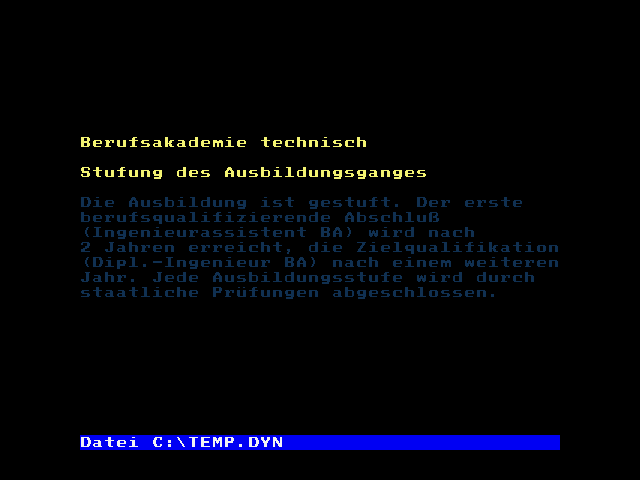 Berufsakademie technisch
Stufung des Ausbildungsganges
Die Ausbildung ist gestuft. Der erste
berufsqualifizierende Abschluß
(Ingenieurassistent BA) wird nach
2 Jahren erreicht, die Zielqualifikation
(Dipl.-Ingenieur BA) nach einem weiteren
Jahr. Jede Ausbildungsstufe wird durch
staatliche Prüfungen abgeschlossen.
Datei C:\TEMP.DYN